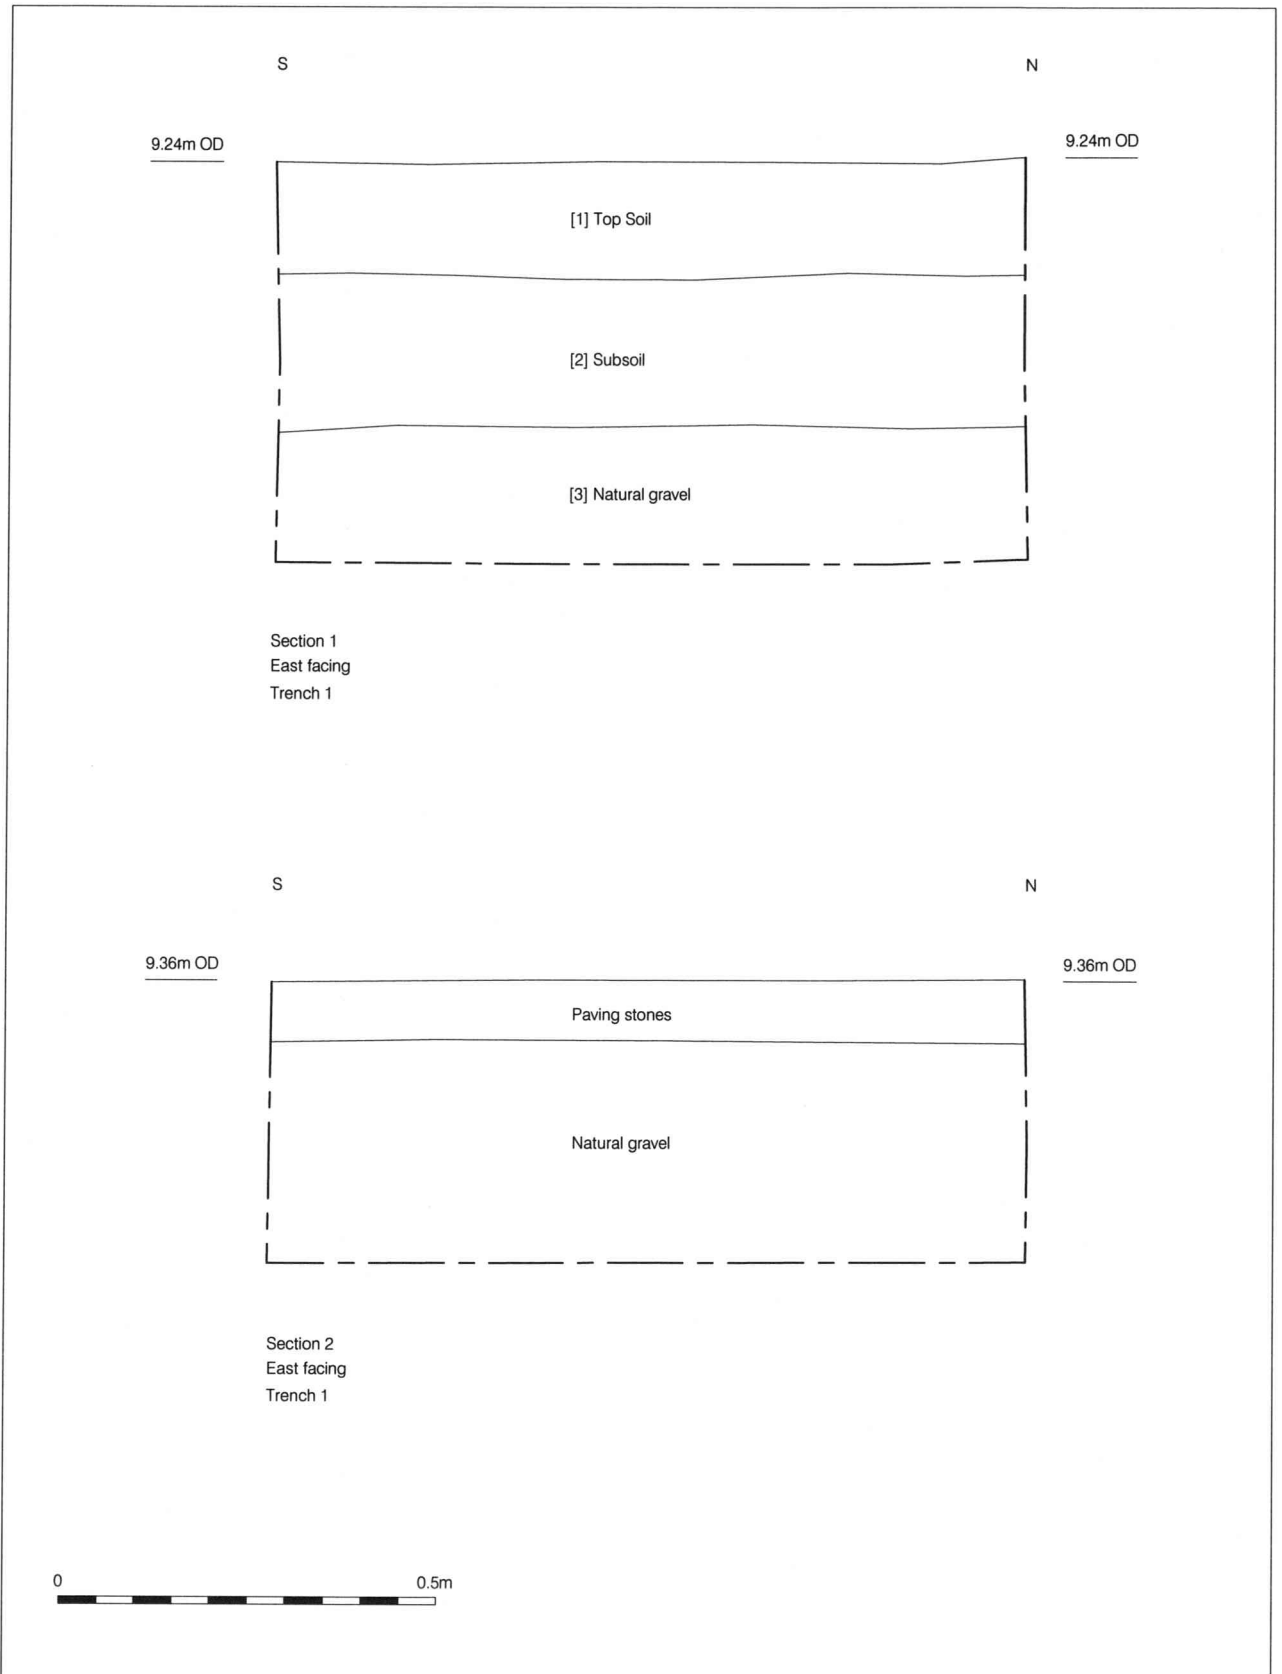 S
N
9.24m OD
9.24m OD
[1] Top Soil
[2] Subsoil
[3] Natural gravel
Section 1
East facing
Trench 1
S
N
9.36m OD
9.36m OD
Paving stones
Natural gravel
Section 2
East facing
Trench 1
0
0.5m